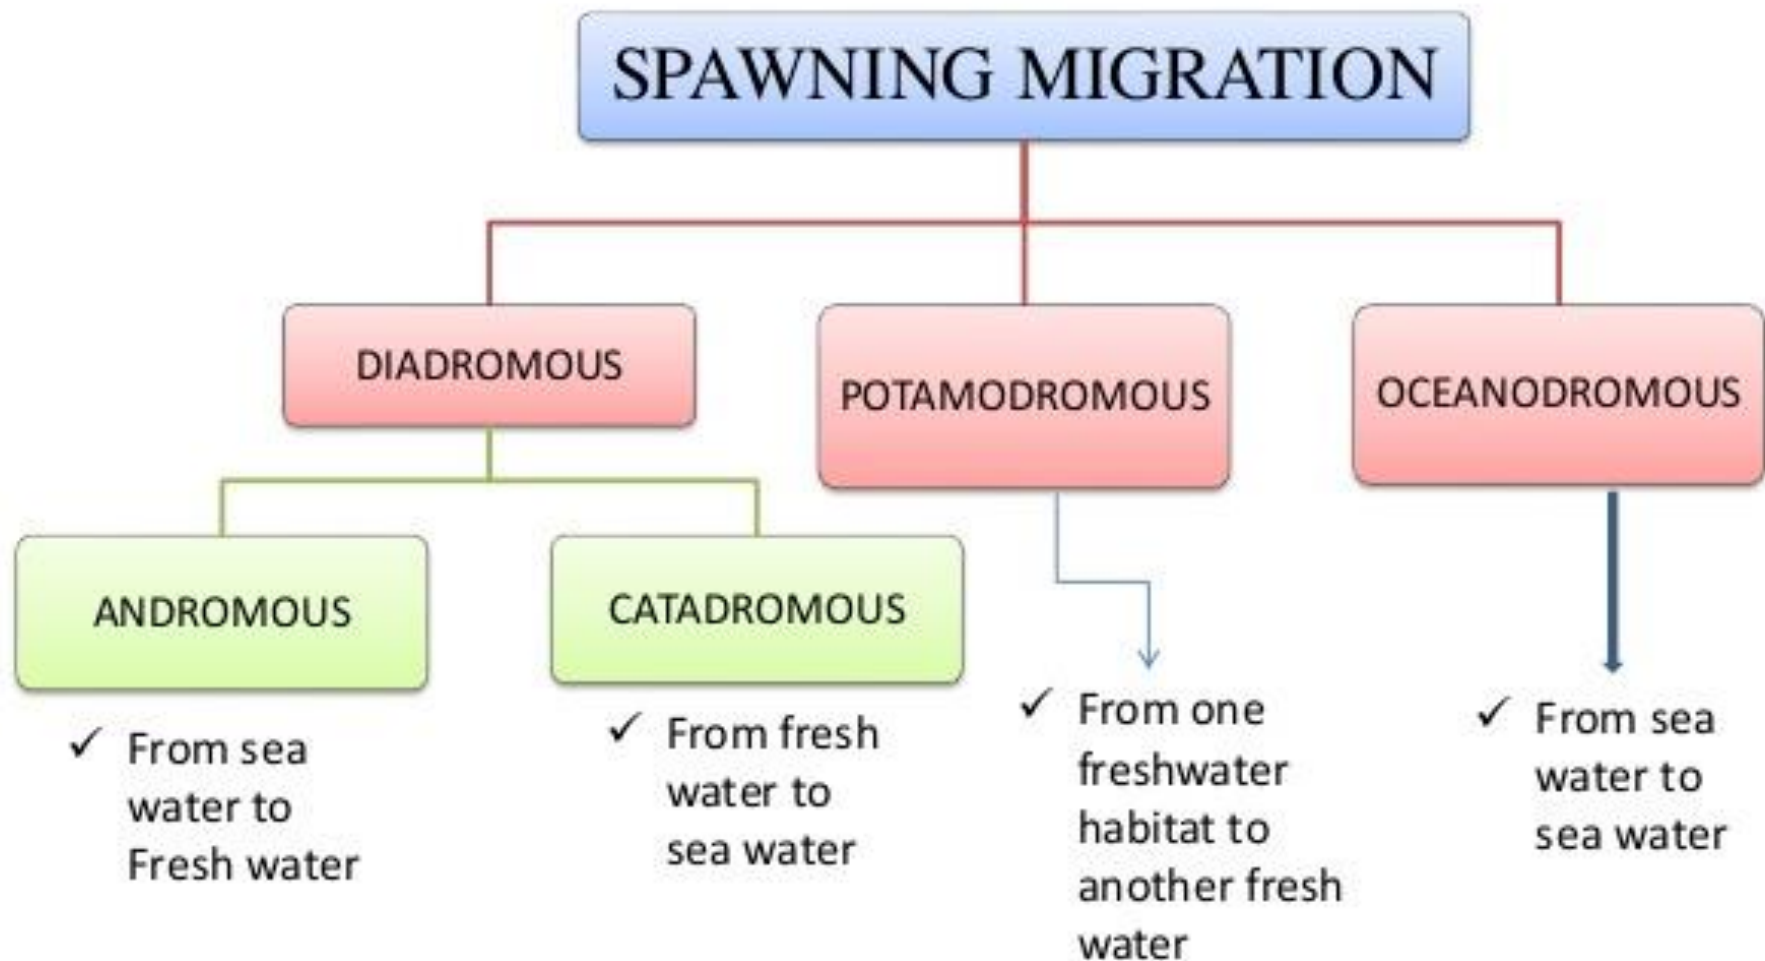 SPAWNING MIGRATION
DIADROMOUS
POTAMODROMOUS
OCEANODROMOUS
ANDROMOUS
CATADROMOUS
✓ From sea
water to
Fresh water
✓ From fresh
water to
sea water
✓ From one
freshwater
habitat to
another fresh
water
✓ From sea
water to
sea water